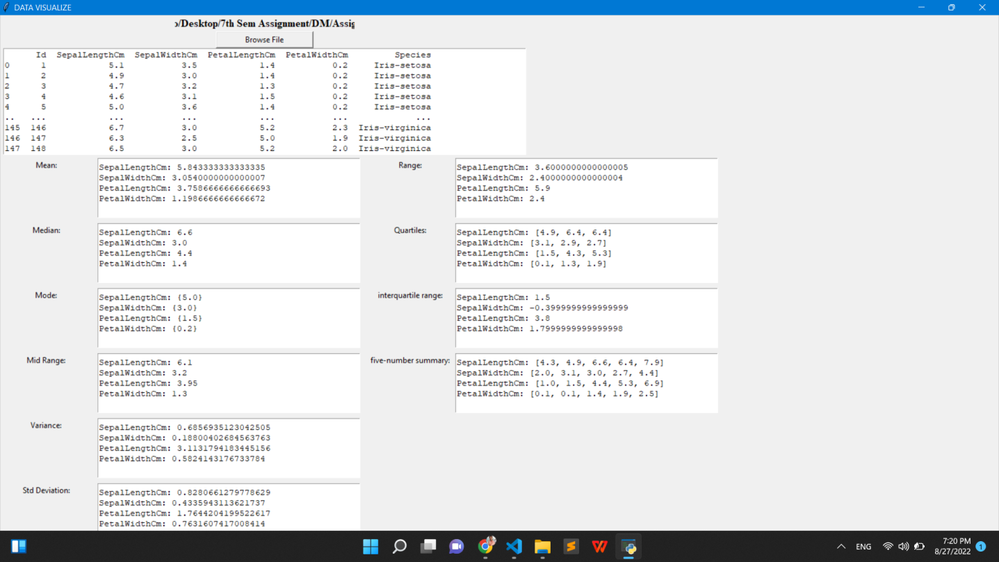 DATA VISUALIZE
o/Desktop/7th Sem Assignment/DM/Assig
Browse File
Id SepalLengthCm SepalWidthCm PetalLengthCm PetalWidthCm Species
0 1 5.1 3.5 1.4 0.2 Iris-setosa
1 2 4.9 3.0 1.4 0.2 Iris-setosa
2 3 4.7 3.2 1.3 0.2 Iris-setosa
3 4 4.6 3.1 1.5 0.2 Iris-setosa
4 5 5.0 3.6 1.4 0.2 Iris-setosa
.. ... ... ... ... ... ...
145 146 6.7 3.0 5.2 2.3 Iris-virginica
146 147 6.3 2.5 5.0 1.9 Iris-virginica
147 148 6.5 3.0 5.2 2.0 Iris-virginica
Mean:
SepalLengthCm: 5.843333333333335
SepalWidthCm: 3.0540000000000007
PetalLengthCm: 3.7586666666666693
PetalWidthCm: 1.1986666666666672
Range:
SepalLengthCm: 3.6000000000000005
SepalWidthCm: 2.4000000000000004
PetalLengthCm: 5.9
PetalWidthCm: 2.4
Median:
SepalLengthCm: 6.6
SepalWidthCm: 3.0
PetalLengthCm: 4.4
PetalWidthCm: 1.4
Quartiles:
SepalLengthCm: [4.9, 6.4, 6.4]
SepalWidthCm: [3.1, 2.9, 2.7]
PetalLengthCm: [1.5, 4.3, 5.3]
PetalWidthCm: [0.1, 1.3, 1.9]
Mode:
SepalLengthCm: {5.0}
SepalWidthCm: {3.0}
PetalLengthCm: {1.5}
PetalWidthCm: {0.2}
interquartile range:
SepalLengthCm: 1.5
SepalWidthCm: -0.3999999999999999
PetalLengthCm: 3.8
PetalWidthCm: 1.7999999999999998
Mid Range:
SepalLengthCm: 6.1
SepalWidthCm: 3.2
PetalLengthCm: 3.95
PetalWidthCm: 1.3
five-number summary:
SepalLengthCm: [4.3, 4.9, 6.6, 6.4, 7.9]
SepalWidthCm: [2.0, 3.1, 3.0, 2.7, 4.4]
PetalLengthCm: [1.0, 1.5, 4.4, 5.3, 6.9]
PetalWidthCm: [0.1, 0.1, 1.4, 1.9, 2.5]
Variance:
SepalLengthCm: 0.6856935123042505
SepalWidthCm: 0.18800402684563763
PetalLengthCm: 3.1131794183445156
PetalWidthCm: 0.5824143176733784
Std Deviation:
SepalLengthCm: 0.8280661279778629
SepalWidthCm: 0.4335943113621737
PetalLengthCm: 1.7644204199522617
PetalWidthCm: 0.7631607417008414
ENG
7:20 PM
8/27/2022
1